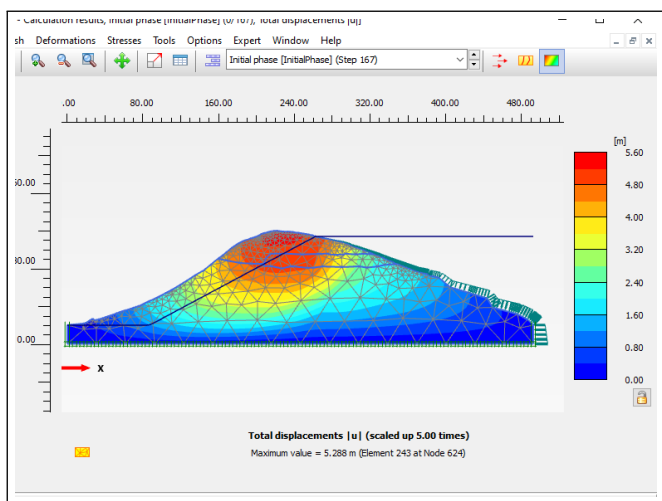 - Calculation results, Initial phase [InitialPhase] (0/167), Total displacements |u|
sh Deformations Stresses Tools Options Expert Window Help
Initial phase [InitialPhase] (Step 167)
.00 80.00 160.00 240.00 320.00 400.00 480.00
[m]
5.60
4.80
4.00
3.20
2.40
1.60
0.80
0.00
30.00
30.00
0.00
x
Total displacements |u| (scaled up 5.00 times)
Maximum value = 5.288 m (Element 243 at Node 624)